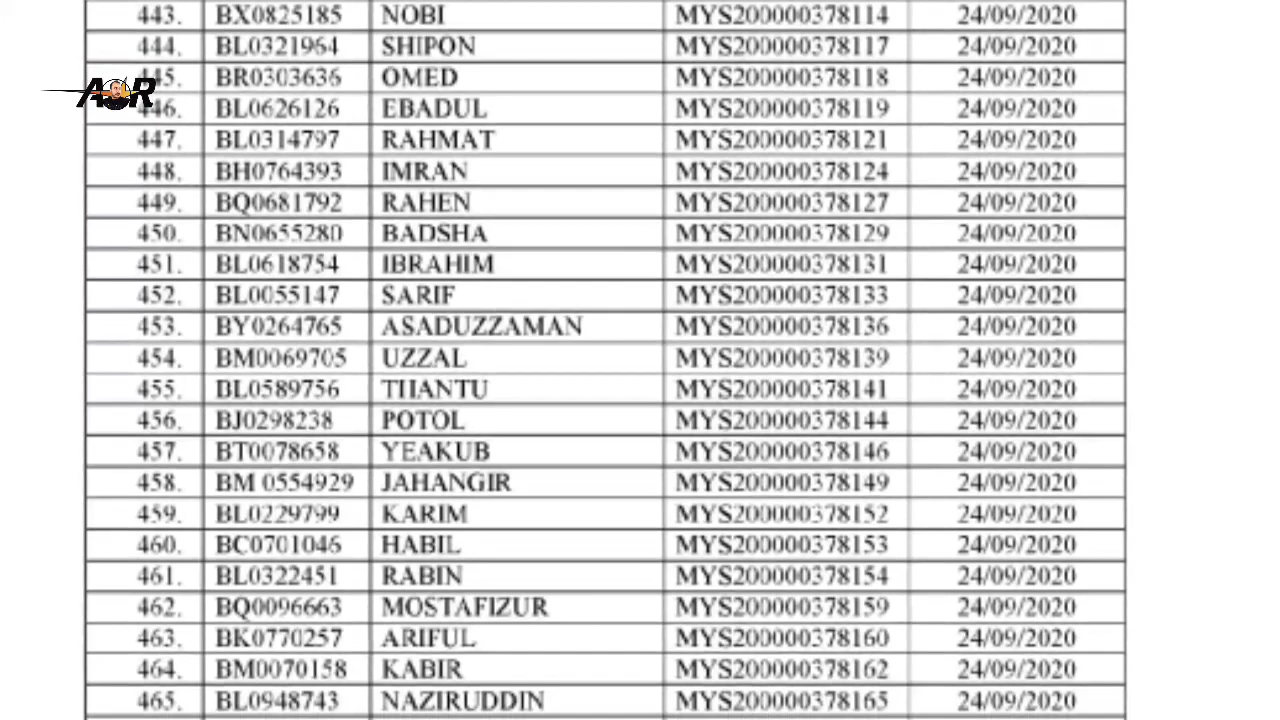 443. BX0825185 NOBI MYS200000378114 24/09/2020
444. BL0321964 SHIPON MYS200000378117 24/09/2020
445. BR0303636 OMED MYS200000378118 24/09/2020
AOR
446. BL0626126 EBADUL MYS200000378119 24/09/2020
447. BL0314797 RAHMAT MYS200000378121 24/09/2020
448. BH0764393 IMRAN MYS200000378124 24/09/2020
449. BQ0681792 RAHEN MYS200000378127 24/09/2020
450. BN0655280 BADSHA MYS200000378129 24/09/2020
451. BL0618754 IBRAHIM MYS200000378131 24/09/2020
452. BL0055147 SARIF MYS200000378133 24/09/2020
453. BY0264765 ASADUZZAMAN MYS200000378136 24/09/2020
454. BM0069705 UZZAL MYS200000378139 24/09/2020
455. BL0589756 THANTU MYS200000378141 24/09/2020
456. BJ0298238 POTOL MYS200000378144 24/09/2020
457. BT0078658 YEAKUB MYS200000378146 24/09/2020
458. BM 0554929 JAHANGIR MYS200000378149 24/09/2020
459. BL0229799 KARIM MYS200000378152 24/09/2020
460. BC0701046 HABIL MYS200000378153 24/09/2020
461. BL0322451 RABIN MYS200000378154 24/09/2020
462. BQ0096663 MOSTAFIZUR MYS200000378159 24/09/2020
463. BK0770257 ARIFUL MYS200000378160 24/09/2020
464. BM0070158 KABIR MYS200000378162 24/09/2020
465. BL0948743 NAZIRUDDIN MYS200000378165 24/09/2020